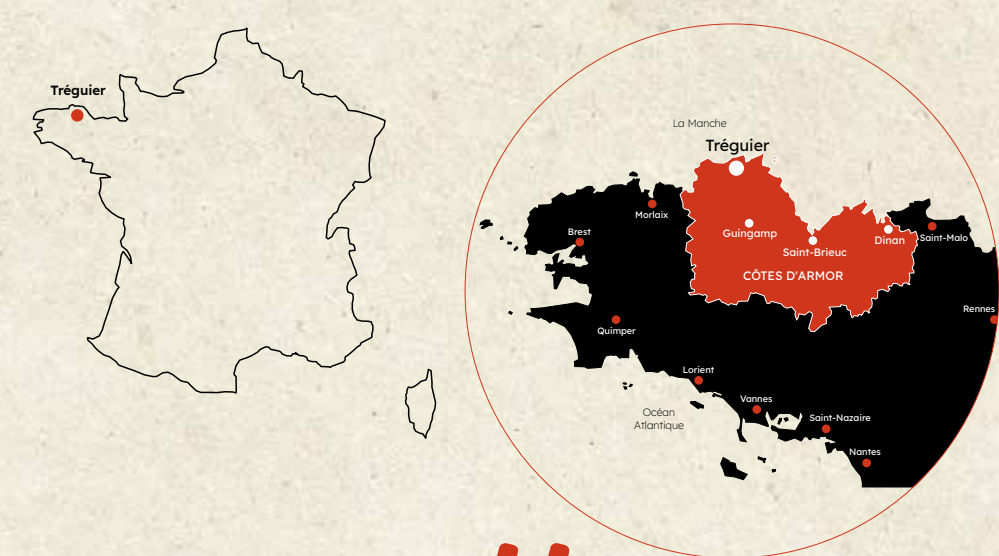 Tréguier
La Manche
Tréguier
Morlaix
Brest
Guingamp
Saint-Brieuc
Dinan
Saint-Malo
CÔTES D'ARMOR
Rennes
Quimper
Lorient
Vannes
Océan
Atlantique
Saint-Nazaire
Nantes